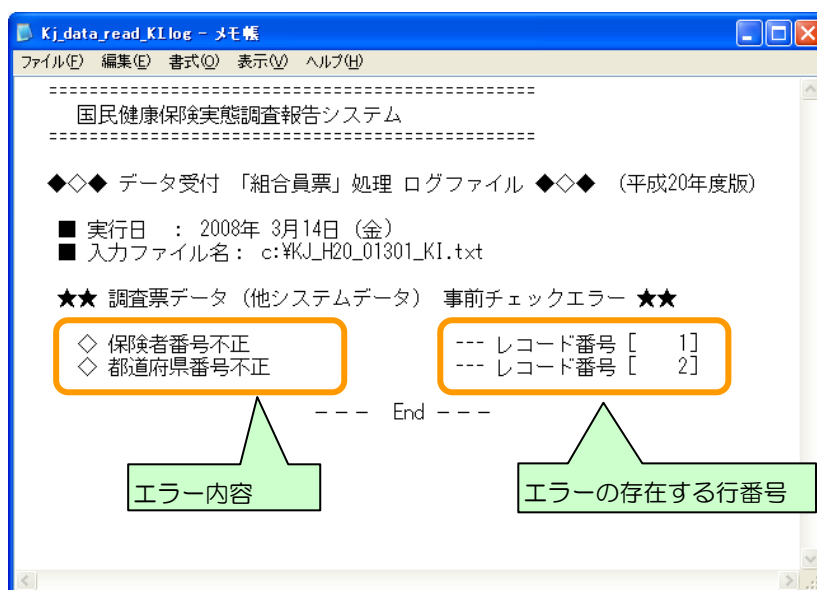 Kj_data_read_KI.log - メモ帳
ファイル(F) 編集(E) 書式(O) 表示(V) ヘルプ(H)
================================================
国民健康保険実態調査報告システム
================================================
◆◇◆ データ受付 「組合員票」処理 ログファイル ◆◇◆ (平成20年度版)
■ 実行日 : 2008年 3月14日 (金)
■ 入力ファイル名: c:¥KJ_H20_01301_KI.txt
★★ 調査票データ (他システムデータ) 事前チェックエラー ★★
◇ 保険者番号不正 --- レコード番号 [ 1]
◇ 都道府県番号不正 --- レコード番号 [ 2]
--- End ---
エラー内容
エラーの存在する行番号